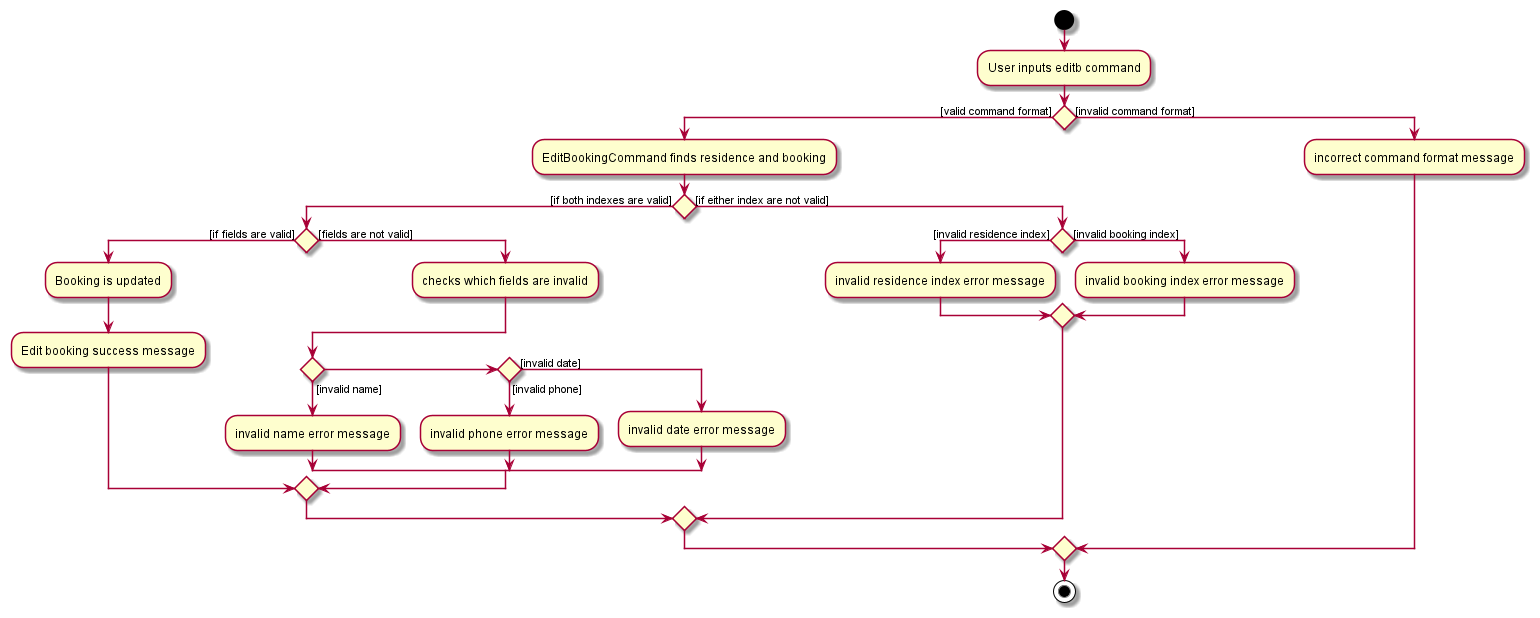 User inputs editb command
[valid command format]
[invalid command format]
EditBookingCommand finds residence and booking
incorrect command format message
[if both indexes are valid]
[if either index are not valid]
[if fields are valid]
[fields are not valid]
[invalid residence index]
[invalid booking index]
Booking is updated
checks which fields are invalid
invalid residence index error message
invalid booking index error message
Edit booking success message
[invalid date]
[invalid name]
[invalid phone]
invalid name error message
invalid phone error message
invalid date error message